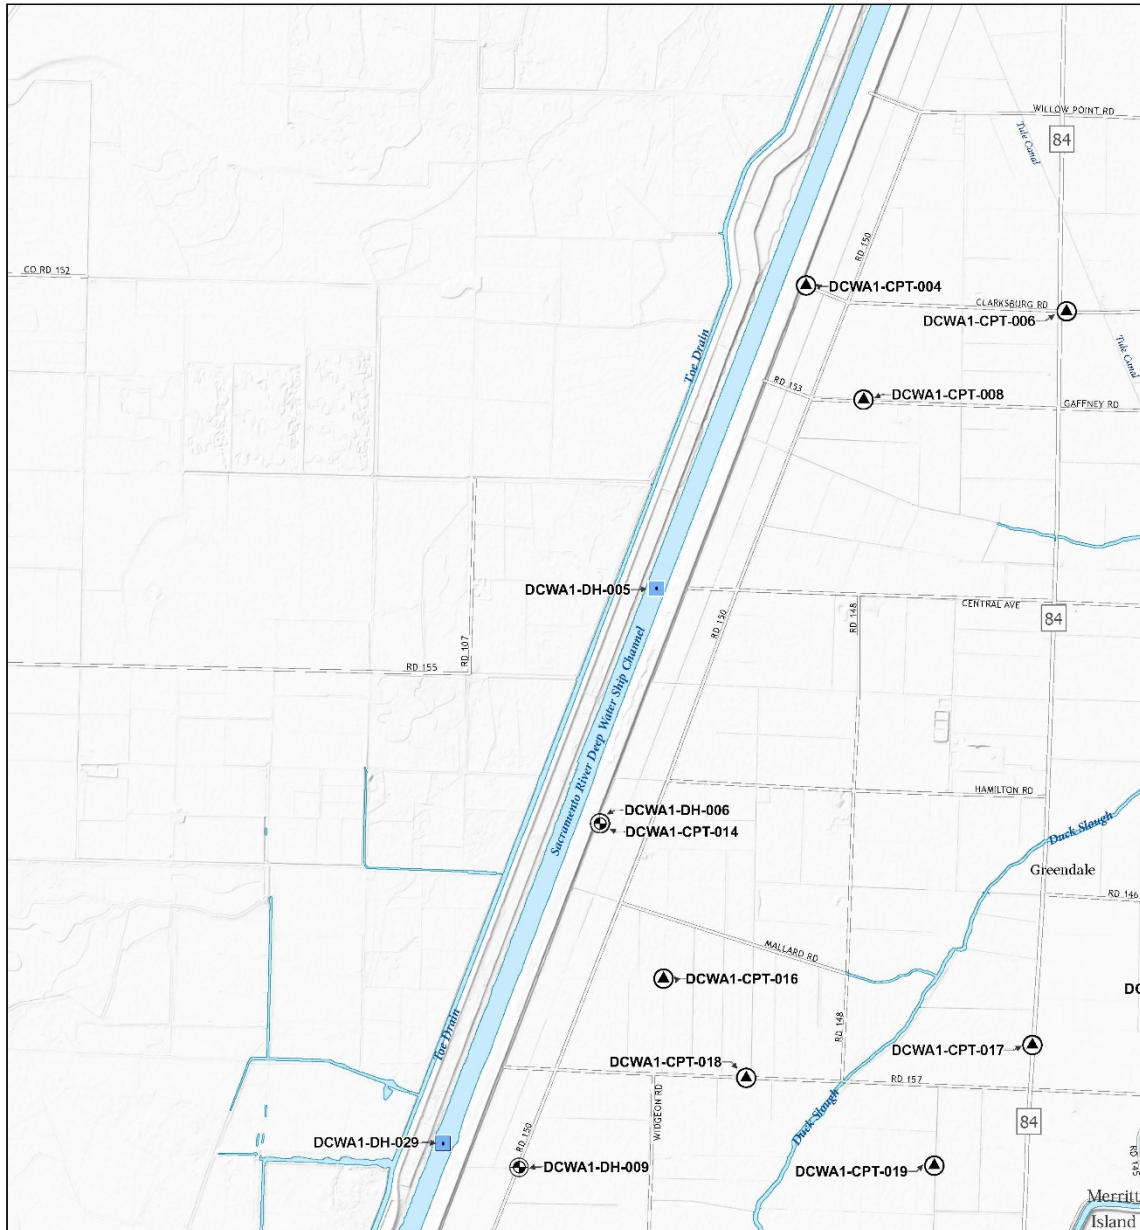 WILLOW POINT RD
84
Tule Canal
RD 150
CO RD 152
DCWA1-CPT-004
CLARKSBURG RD
DCWA1-CPT-006
Toe Drain
Tule Canal
RD 153
DCWA1-CPT-008
GAFFNEY RD
DCWA1-DH-005
CENTRAL AVE
84
RD 148
RD 150
RD 107
RD 155
Sacramento River Deep Water Ship Channel
HAMILTON RD
DCWA1-DH-006
DCWA1-CPT-014
Duck Slough
Greendale
RD 146
MALLARD RD
DCWA1-CPT-016
DC
RD 148
Toe Drain
DCWA1-CPT-017
DCWA1-CPT-018
RD 157
WIDGEON RD
Duck Slough
84
RD 150
DCWA1-DH-029
DCWA1-DH-009
DCWA1-CPT-019
RD 145
Merritt
Island